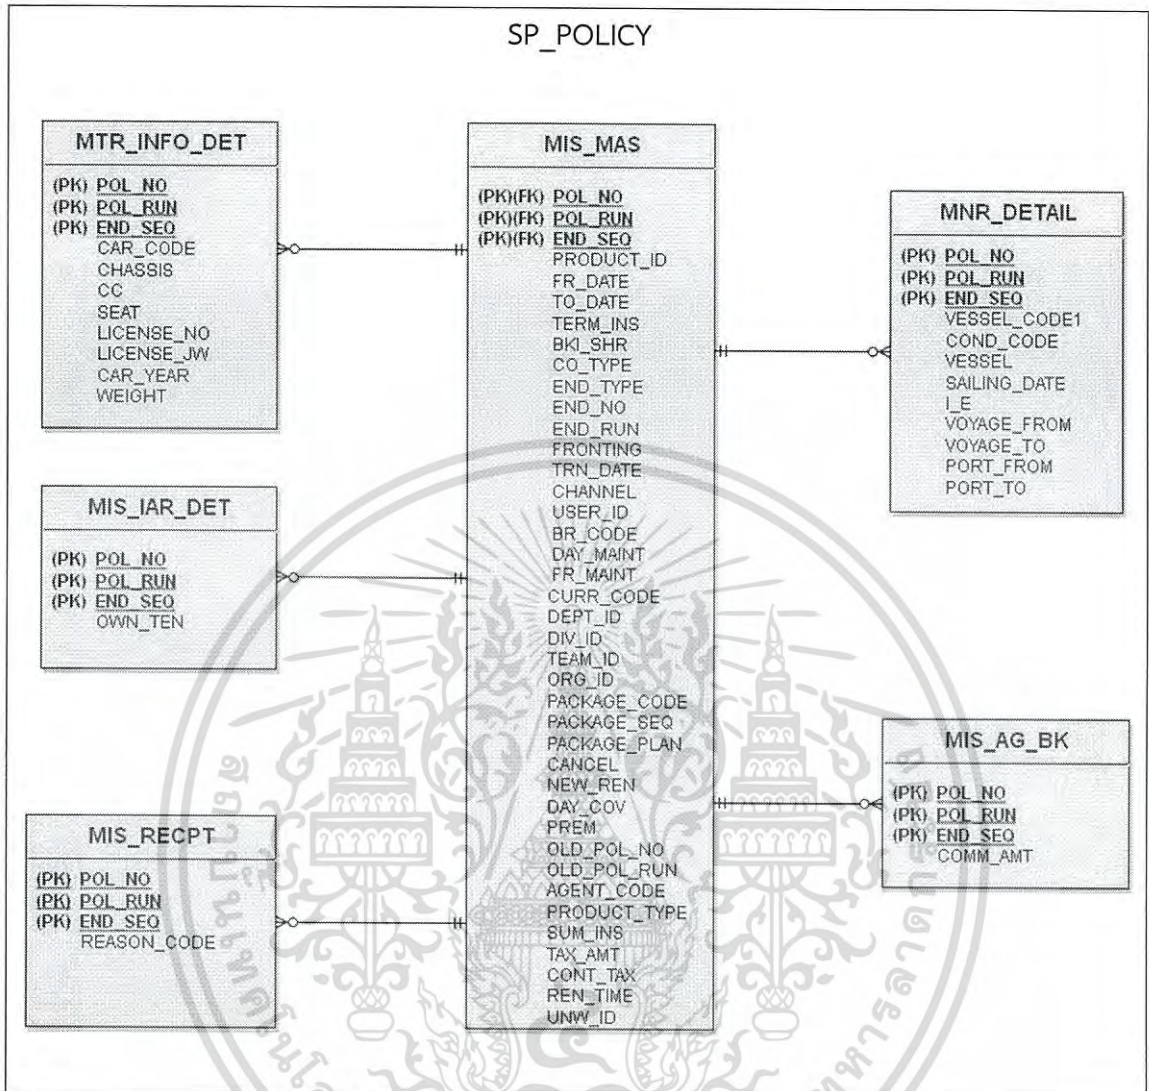 SP_POLICY
MTR_INFO_DET
(PK) POL_NO
(PK) POL_RUN
(PK) END_SEQ
CAR_CODE
CHASSIS
CC
SEAT
LICENSE_NO
LICENSE_JW
CAR_YEAR
WEIGHT
MIS_IAR_DET
(PK) POL_NO
(PK) POL_RUN
(PK) END_SEQ
OWN_TEN
MIS_RECPT
(PK) POL_NO
(PK) POL_RUN
(PK) END_SEQ
REASON_CODE
MIS_MAS
(PK)(FK) POL_NO
(PK)(FK) POL_RUN
(PK)(FK) END_SEQ
PRODUCT_ID
FR_DATE
TO_DATE
TERM_INS
BKI_SHR
CO_TYPE
END_TYPE
END_NO
END_RUN
FRONTING
TRN_DATE
CHANNEL
USER_ID
BR_CODE
DAY_MAINT
FR_MAINT
CURR_CODE
DEPT_ID
DIV_ID
TEAM_ID
ORG_ID
PACKAGE_CODE
PACKAGE_SEQ
PACKAGE_PLAN
CANCEL
NEW_REN
DAY_COV
PREM
OLD_POL_NO
OLD_POL_RUN
AGENT_CODE
PRODUCT_TYPE
SUM_INS
TAX_AMT
CONT_TAX
REN_TIME
UNW_ID
MNR_DETAIL
(PK) POL_NO
(PK) POL_RUN
(PK) END_SEQ
VESSEL_CODE1
COND_CODE
VESSEL
SAILING_DATE
I_E
VOYAGE_FROM
VOYAGE_TO
PORT_FROM
PORT_TO
MIS_AG_BK
(PK) POL_NO
(PK) POL_RUN
(PK) END_SEQ
COMM_AMT